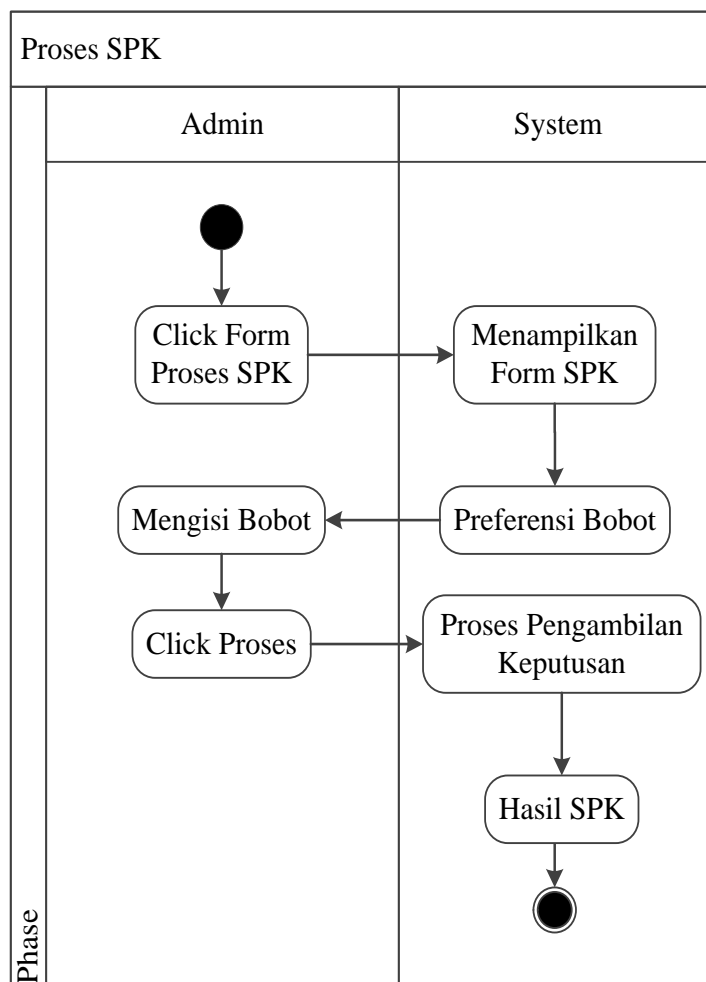 Proses SPK
Admin
System
Click Form
Proses SPK
Menampilkan
Form SPK
Preferensi Bobot
Mengisi Bobot
Click Proses
Proses Pengambilan
Keputusan
Hasil SPK
Phase